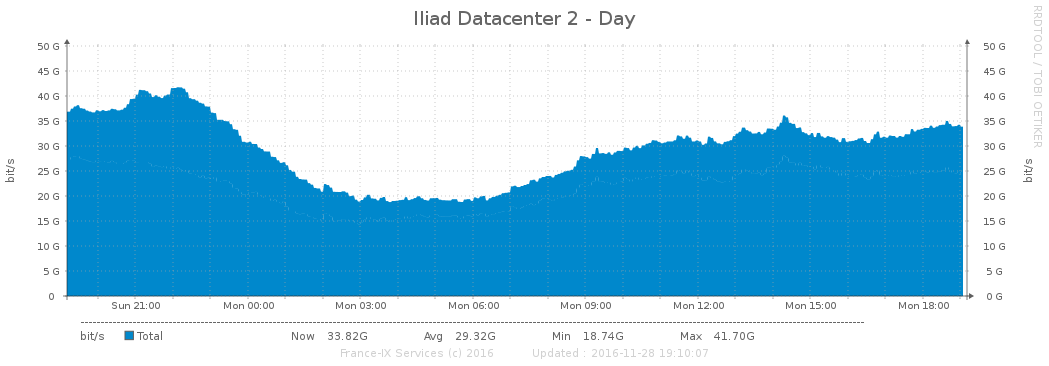 Iliad Datacenter 2 - Day
RRDTOOL / TOBI OETIKER
bit/s
50 G 50 G
45 G 45 G
40 G 40 G
35 G 35 G
30 G 30 G
25 G 25 G
20 G 20 G
15 G 15 G
10 G 10 G
5 G 5 G
0 0 G
bit/s
Sun 21:00 Mon 00:00 Mon 03:00 Mon 06:00 Mon 09:00 Mon 12:00 Mon 15:00 Mon 18:00
bit/s Total Now 33.82G Avg 29.32G Min 18.74G Max 41.70G
France-IX Services (c) 2016 Updated : 2016-11-28 19:10:07